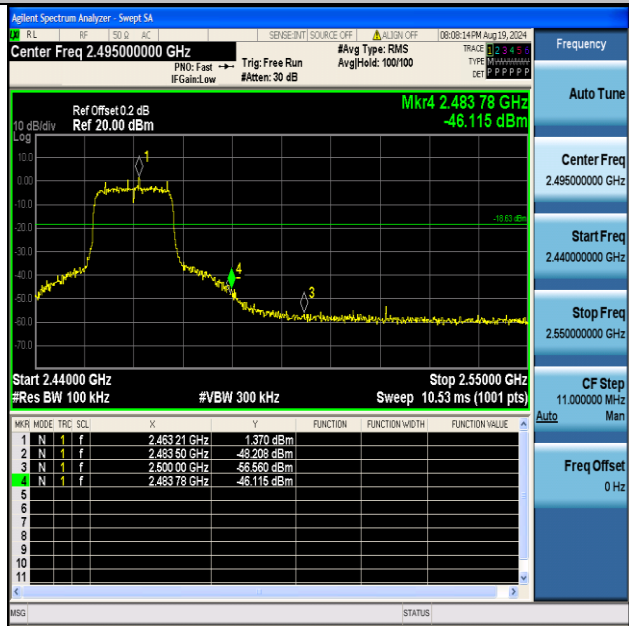 Agilent Spectrum Analyzer - Swept SA
RL RF 50 Ω AC SENSE:INT SOURCE OFF ALIGN OFF 08:08:14 PM Aug 19, 2024
Center Freq 2.495000000 GHz
#Avg Type: RMS
TRACE 1 2 3 4 5 6
PNO: Fast Trig: Free Run Avg|Hold: 100/100
TYPE M
IFGain:Low #Atten: 30 dB
DET P P P P P P
Frequency
Auto Tune
Center Freq
2.495000000 GHz
Start Freq
2.440000000 GHz
Stop Freq
2.550000000 GHz
CF Step
11.000000 MHz
Auto Man
Freq Offset
0 Hz
Mkr4 2.483 78 GHz
-46.115 dBm
Ref Offset 0.2 dB
10 dB/div Ref 20.00 dBm
Log
10.0
0.00
-10.0
-20.0
-30.0
-40.0
-50.0
-60.0
-70.0
1
-18.63 dBm
4
3
Start 2.44000 GHz Stop 2.55000 GHz
#Res BW 100 kHz #VBW 300 kHz Sweep 10.53 ms (1001 pts)
MKR MODE TRC SCL X Y FUNCTION FUNCTION WIDTH FUNCTION VALUE
1 N 1 f 2.463 21 GHz 1.370 dBm
2 N 1 f 2.483 50 GHz -48.208 dBm
3 N 1 f 2.500 00 GHz -56.560 dBm
4 N 1 f 2.483 78 GHz -46.115 dBm
5
6
7
8
9
10
11
MSG STATUS